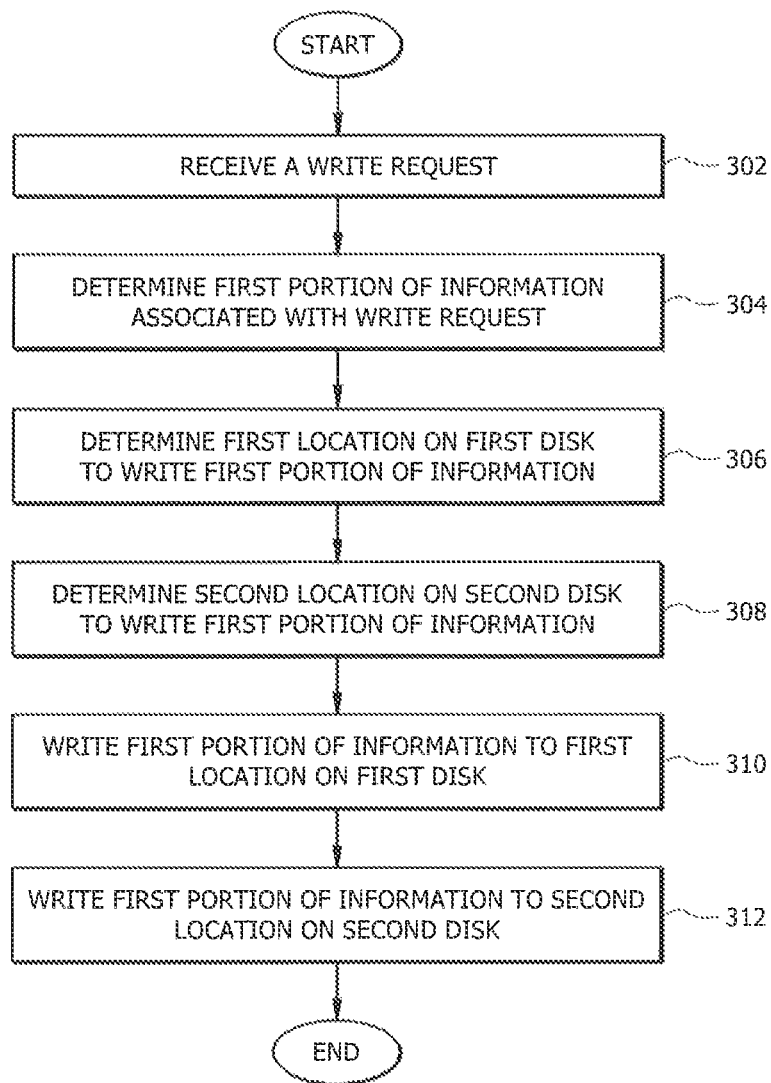 START
RECEIVE A WRITE REQUEST
302
DETERMINE FIRST PORTION OF INFORMATION
ASSOCIATED WITH WRITE REQUEST
304
DETERMINE FIRST LOCATION ON FIRST DISK
TO WRITE FIRST PORTION OF INFORMATION
306
DETERMINE SECOND LOCATION ON SECOND DISK
TO WRITE FIRST PORTION OF INFORMATION
308
WRITE FIRST PORTION OF INFORMATION TO FIRST
LOCATION ON FIRST DISK
310
WRITE FIRST PORTION OF INFORMATION TO SECOND
LOCATION ON SECOND DISK
312
END